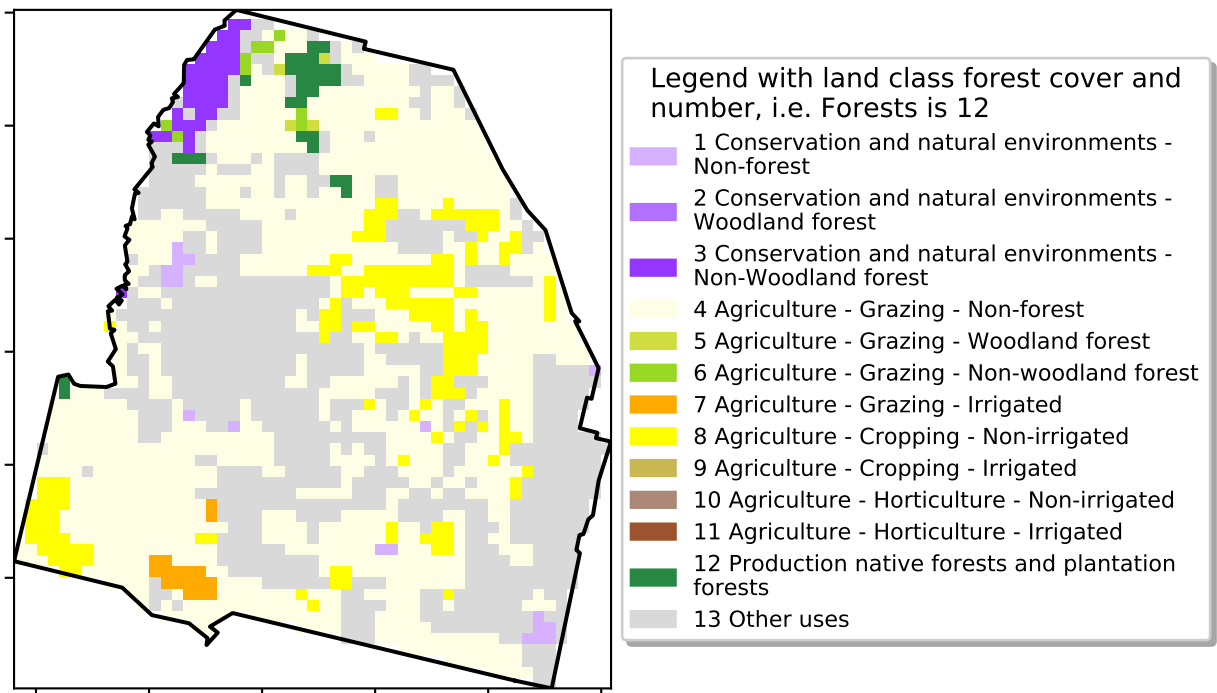 Legend with land class forest cover and
number, i.e. Forests is 12
1 Conservation and natural environments -
Non-forest
2 Conservation and natural environments -
Woodland forest
3 Conservation and natural environments -
Non-Woodland forest
4 Agriculture - Grazing - Non-forest
5 Agriculture - Grazing - Woodland forest
6 Agriculture - Grazing - Non-woodland forest
7 Agriculture - Grazing - Irrigated
8 Agriculture - Cropping - Non-irrigated
9 Agriculture - Cropping - Irrigated
10 Agriculture - Horticulture - Non-irrigated
11 Agriculture - Horticulture - Irrigated
12 Production native forests and plantation
forests
13 Other uses